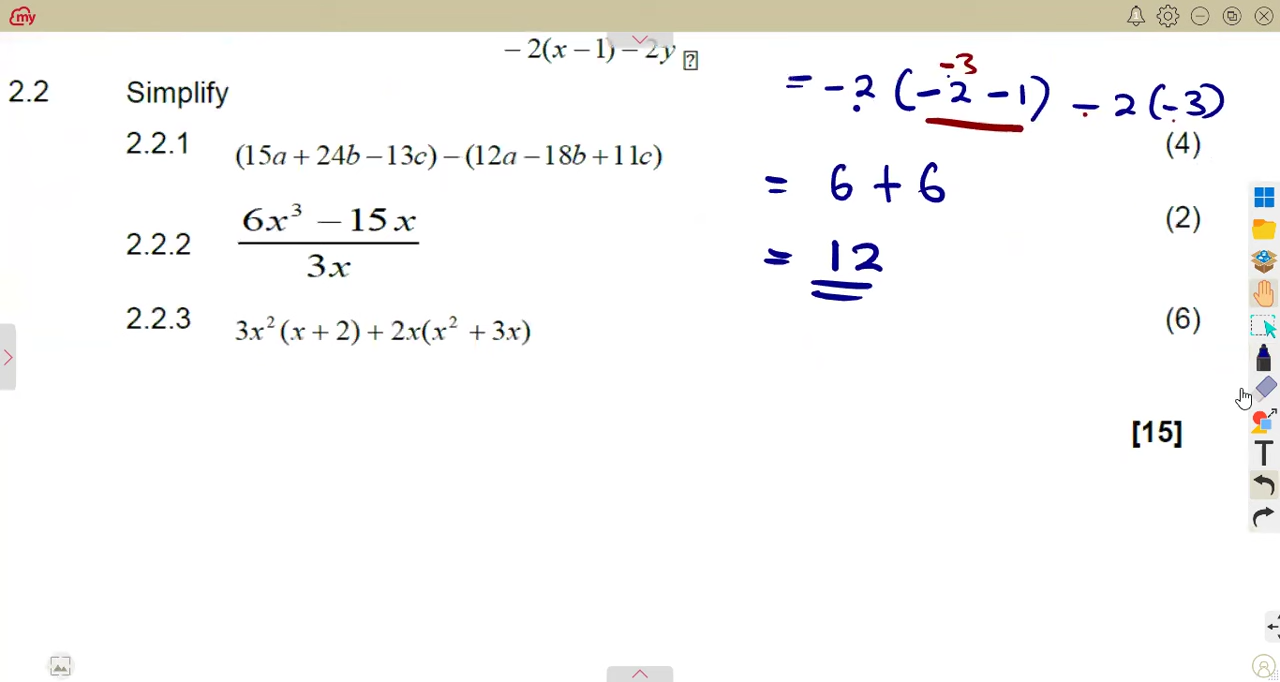 my
− 2(x − 1) − 2y
= −2 (−2 −1) − 2(−3)
−3
2.2 Simplify
2.2.1 (15a + 24b − 13c) − (12a − 18b + 11c) (4)
= 6 + 6
2.2.2 6x³ − 15x (2)
3x
= 12
2.2.3 3x²(x + 2) + 2x(x² + 3x) (6)
[15]
T